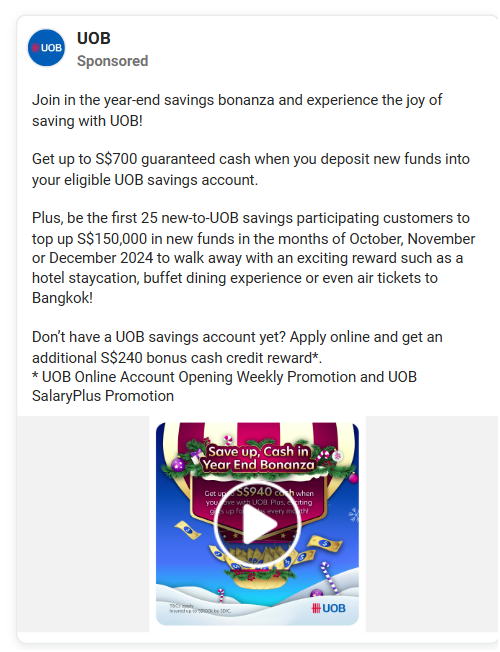 UOB
UOB
Sponsored
Join in the year-end savings bonanza and experience the joy of
saving with UOB!
Get up to S$700 guaranteed cash when you deposit new funds into
your eligible UOB savings account.
Plus, be the first 25 new-to-UOB savings participating customers to
top up S$150,000 in new funds in the months of October, November
or December 2024 to walk away with an exciting reward such as a
hotel staycation, buffet dining experience or even air tickets to
Bangkok!
Don’t have a UOB savings account yet? Apply online and get an
additional S$240 bonus cash credit reward*.
* UOB Online Account Opening Weekly Promotion and UOB
SalaryPlus Promotion
Save up, Cash in
Year End Bonanza
Get up S$940 cash when
you with UOB. Plus, exciting
up for every month!
T&Cs apply.
Insured up to by SDIC.
UOB